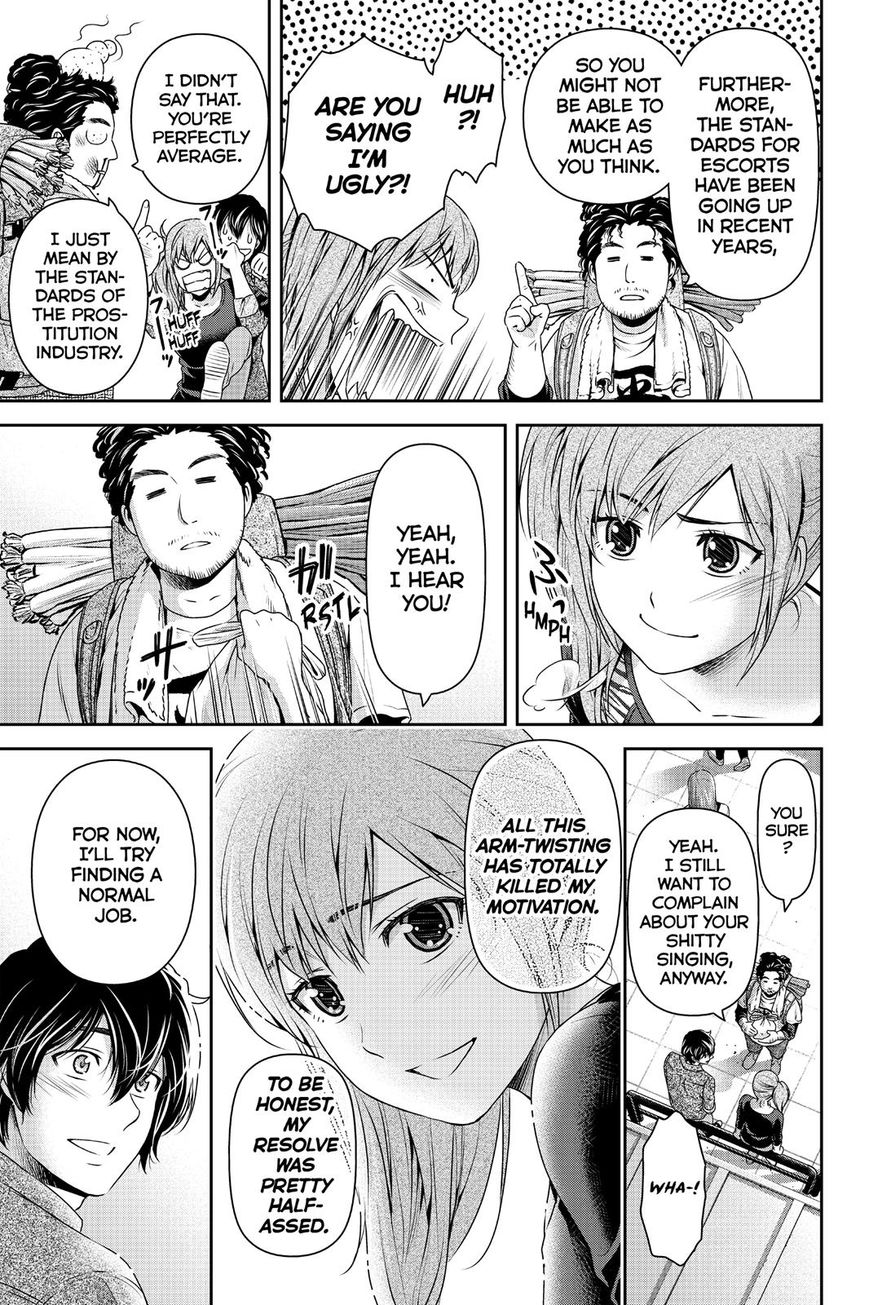 FURTHER-
MORE,
THE STAN-
DARDS FOR
ESCORTS
HAVE BEEN
GOING UP
IN RECENT
YEARS,
SO YOU
MIGHT NOT
BE ABLE TO
MAKE AS
MUCH AS
YOU THINK.
HUH
?!
ARE YOU
SAYING
I'M
UGLY?!
I DIDN'T
SAY THAT.
YOU'RE
PERFECTLY
AVERAGE.
I JUST
MEAN BY
THE STAN-
DARDS OF
THE PROS-
TITUTION
INDUSTRY.
HUFF
HUFF
HMPH
YEAH,
YEAH.
I HEAR
YOU!
RSTL
YOU
SURE
?
YEAH.
I STILL
WANT TO
COMPLAIN
ABOUT YOUR
SHITTY
SINGING,
ANYWAY.
WHA-!
ALL THIS
ARM-TWISTING
HAS TOTALLY
KILLED MY
MOTIVATION.
TO BE
HONEST,
MY
RESOLVE
WAS
PRETTY
HALF-
ASSED.
FOR NOW,
I'LL TRY
FINDING A
NORMAL
JOB.